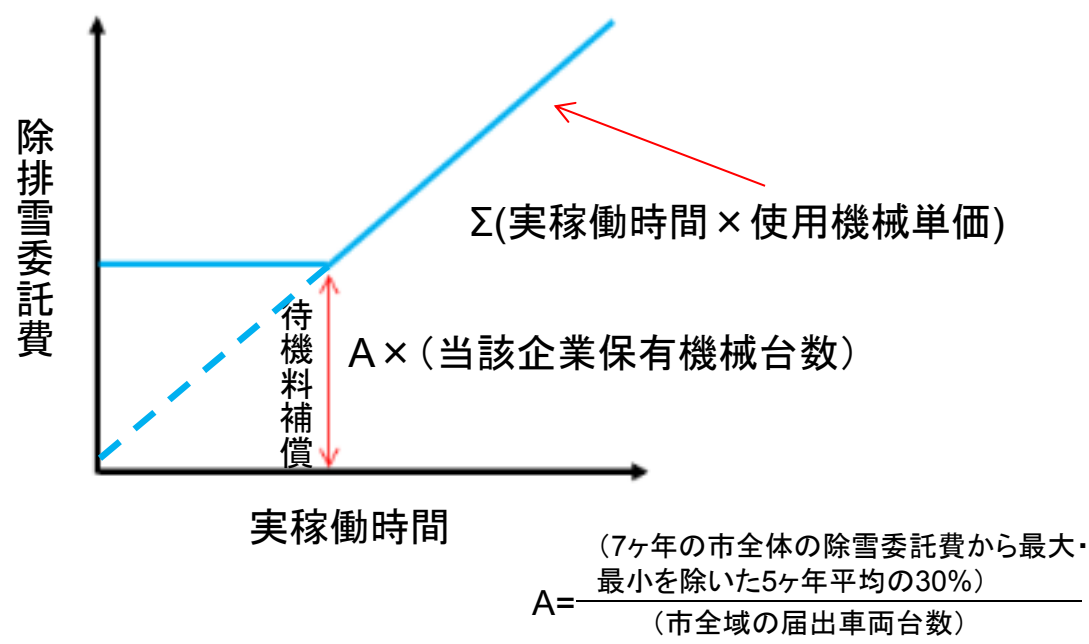 除排雪委託費
Σ(実稼働時間×使用機械単価)
待機料補償
A×（当該企業保有機械台数）
実稼働時間
（7ヶ年の市全体の除雪委託費から最大・
最小を除いた5ヶ年平均の30%）
A=
（市全域の届出車両台数）